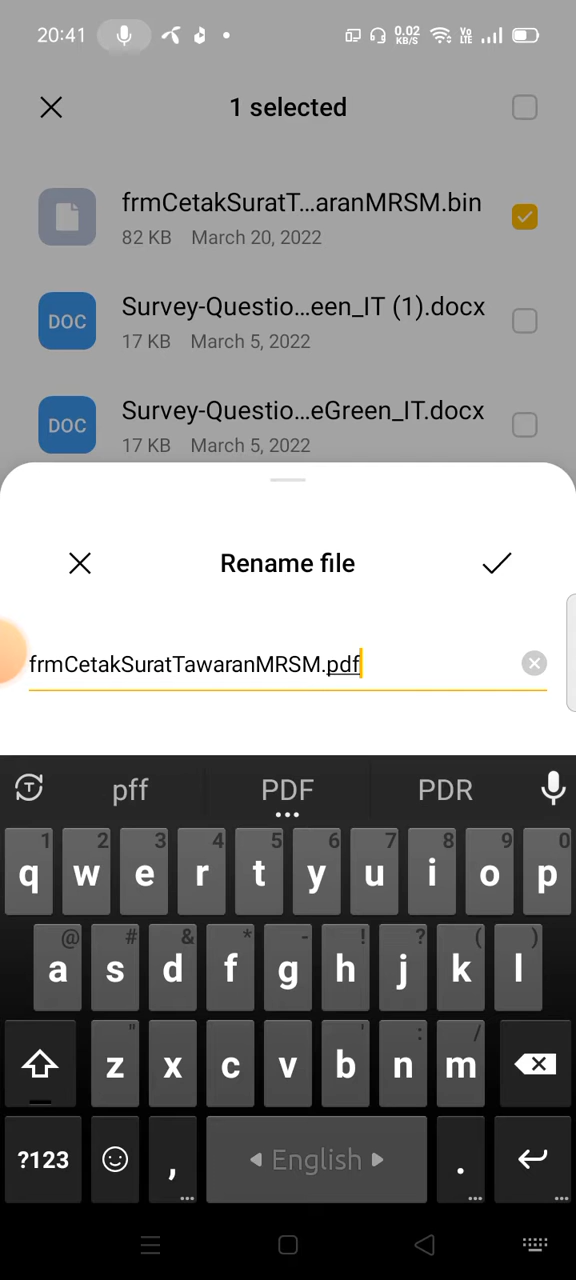 20:41 0.02 KB/S Vo LTE
1 selected
frmCetakSuratT...aranMRSM.bin
82 KB March 20, 2022
DOC
Survey-Questio...een_IT (1).docx
17 KB March 5, 2022
DOC
Survey-Questio...eGreen_IT.docx
17 KB March 5, 2022
Rename file
frmCetakSuratTawaranMRSM.pdf
T pff PDF PDR
...
1 2 3 4 5 6 7 8 9 0
q w e r t y u i o p
@ # & * - ! ? ( )
a s d f g h j k l
" ' : /
z x c v b n m
?123 , English .